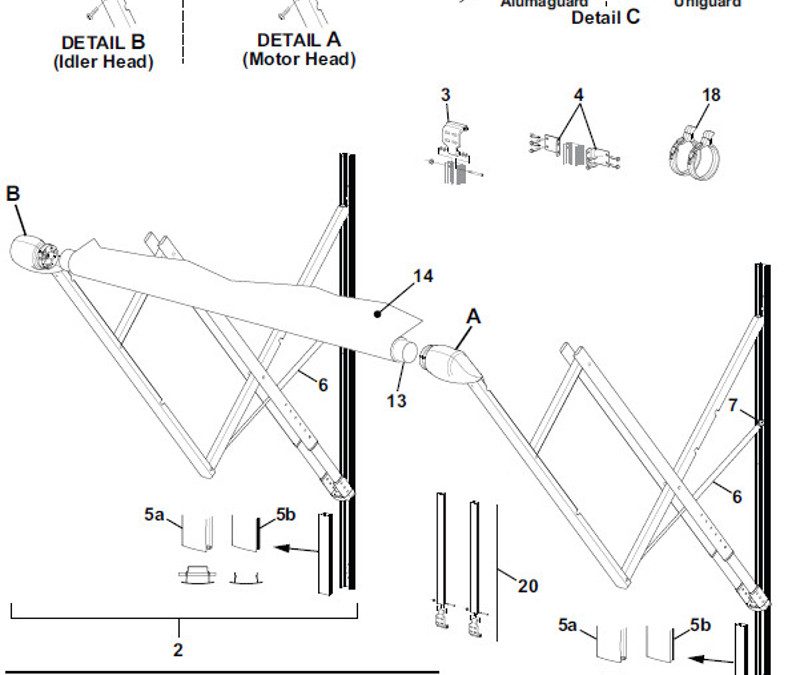 Alumaguard
Uniguard
Detail C
DETAIL B
(Idler Head)
DETAIL A
(Motor Head)
3
4
18
B
14
A
13
6
7
6
5a
5b
20
5a
5b
2